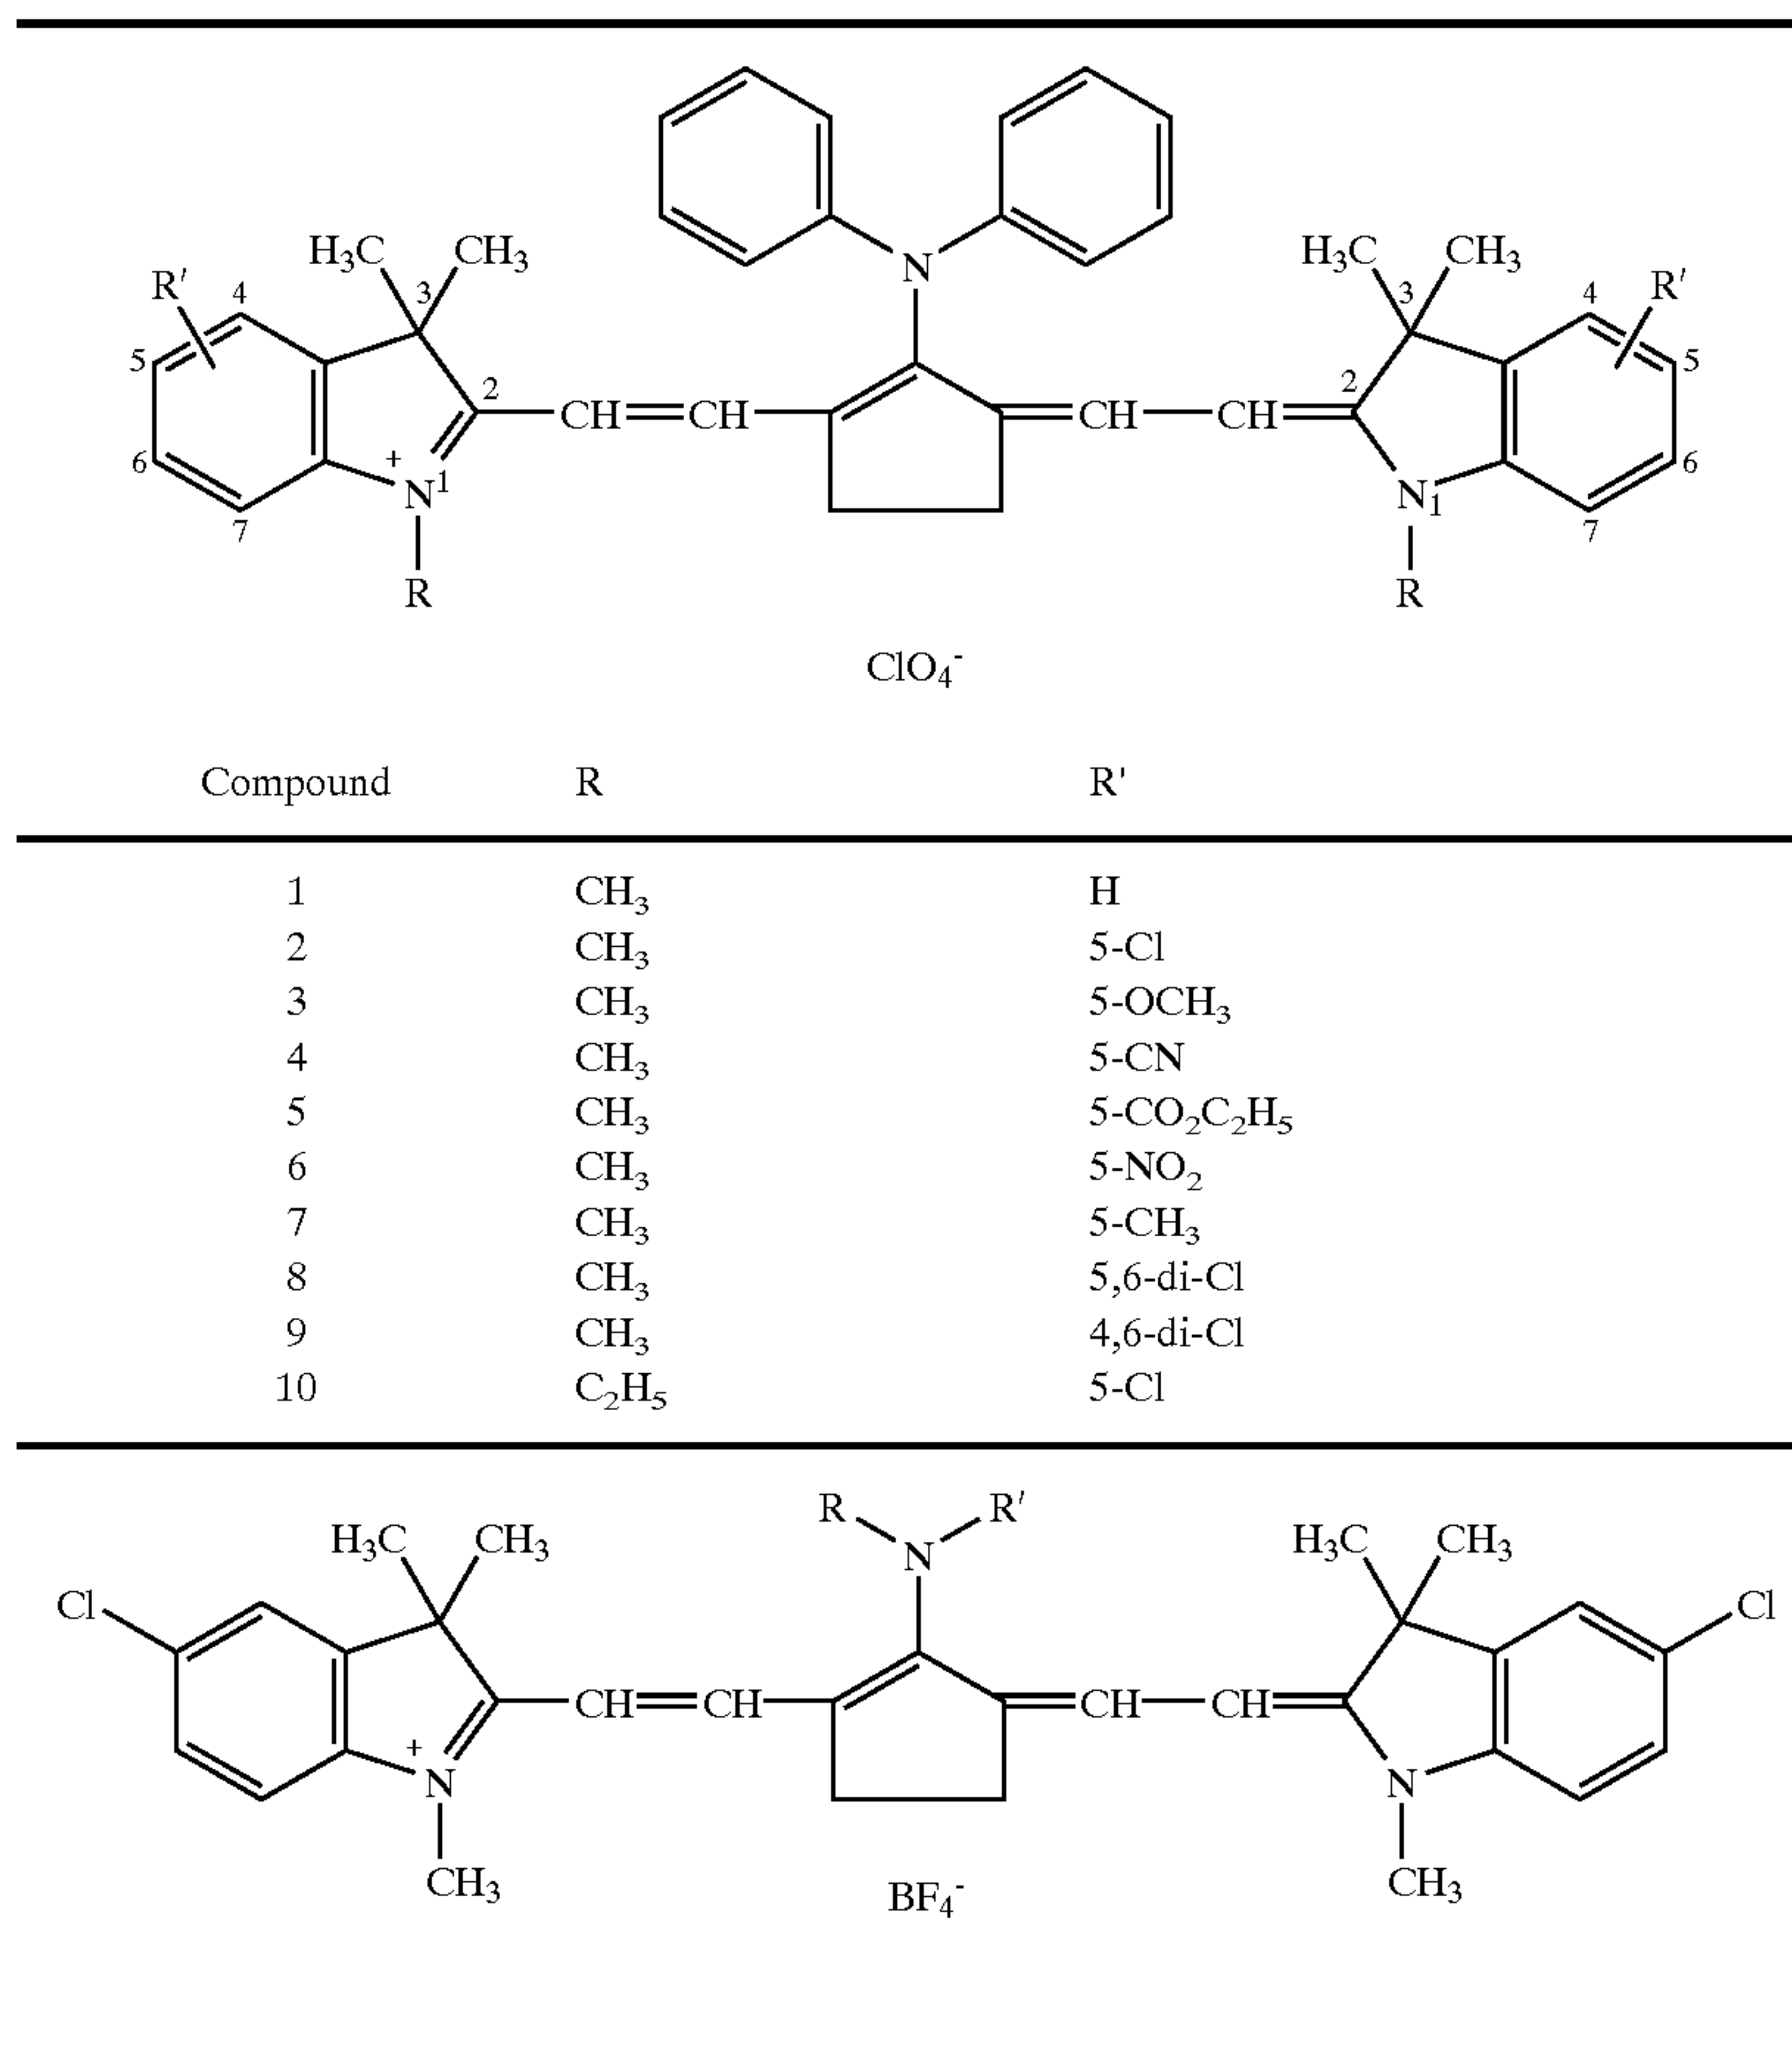 H₃C CH₃ N H₃C CH₃
R' 4 3 3 4 R'
5 2 CH CH CH CH 2 5
6 + N 1 N 1 6
7 7
R R
ClO₄⁻
Compound R R'
1 CH₃ H
2 CH₃ 5-Cl
3 CH₃ 5-OCH₃
4 CH₃ 5-CN
5 CH₃ 5-CO₂C₂H₅
6 CH₃ 5-NO₂
7 CH₃ 5-CH₃
8 CH₃ 5,6-di-Cl
9 CH₃ 4,6-di-Cl
10 C₂H₅ 5-Cl
R R'
H₃C CH₃ N H₃C CH₃
Cl Cl
CH CH CH CH
+ N N
CH₃ CH₃
BF₄⁻